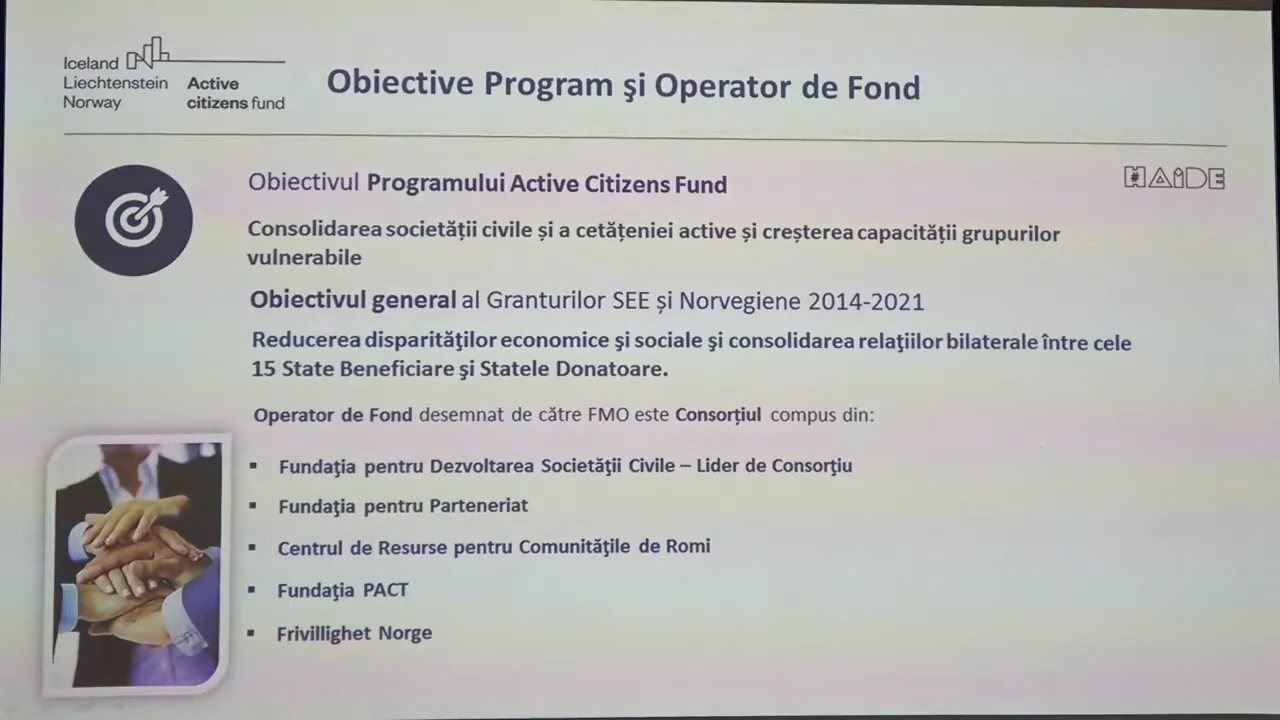 Iceland
Liechtenstein
Norway
Active
citizens fund
Obiective Program şi Operator de Fond
#AiDE
Obiectivul Programului Active Citizens Fund
Consolidarea societății civile și a cetățeniei active și creșterea capacității grupurilor
vulnerabile
Obiectivul general al Granturilor SEE și Norvegiene 2014-2021
Reducerea disparităţilor economice şi sociale şi consolidarea relaţiilor bilaterale între cele
15 State Beneficiare şi Statele Donatoare.
Operator de Fond desemnat de către FMO este Consorțiul compus din:
▪ Fundaţia pentru Dezvoltarea Societăţii Civile – Lider de Consorţiu
▪ Fundaţia pentru Parteneriat
▪ Centrul de Resurse pentru Comunităţile de Romi
▪ Fundaţia PACT
▪ Frivillighet Norge